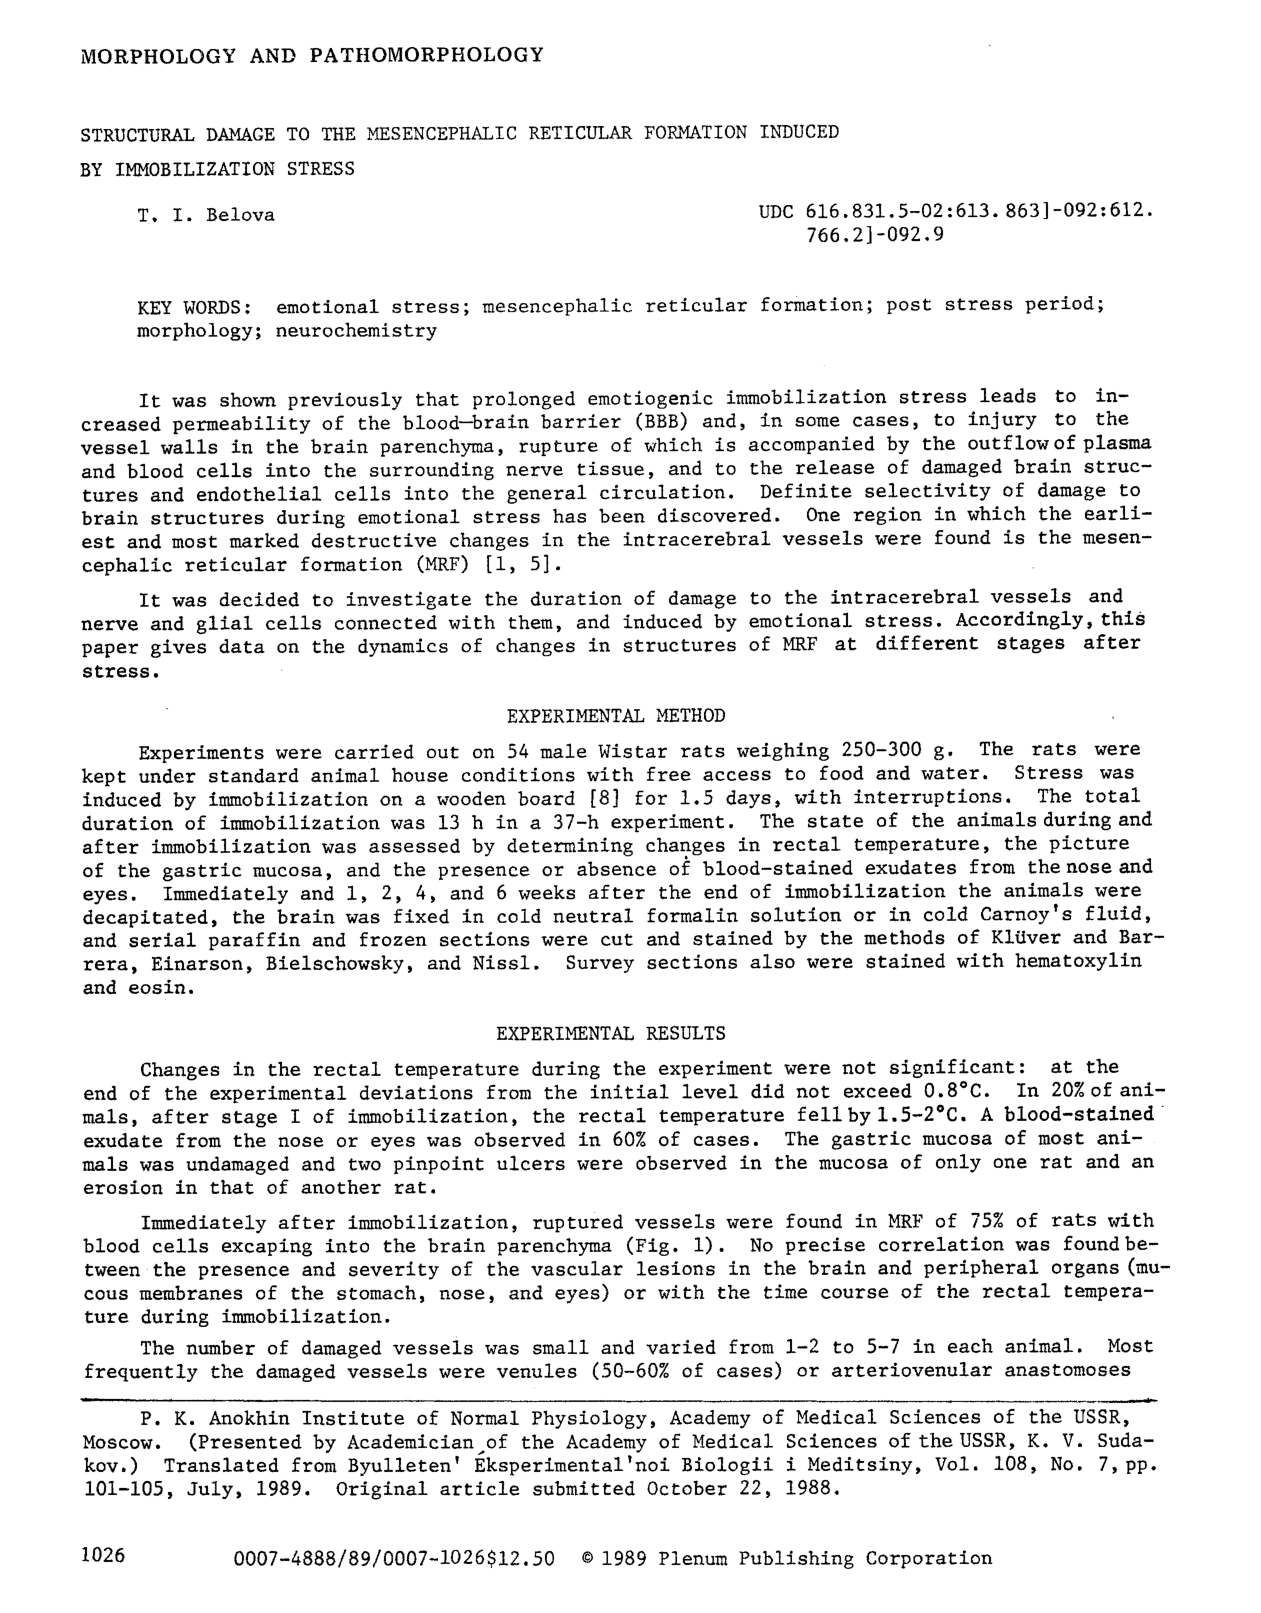 MORPHOLOGY AND PATHOMORPHOLOGY
STRUCTURAL DAMAGE TO THE MESENCEPHALIC RETICULAR FORMATION INDUCED
BY IMMOBILIZATION STRESS
T. I. Belova
UDC 616.831.5-02:613.863]-092:612.
766.2]-092.9
KEY WORDS: emotional stress; mesencephalic reticular formation; post stress period;
morphology; neurochemistry
It was shown previously that prolonged emotiogenic immobilization stress leads to in-
creased permeability of the blood—brain barrier (BBB) and, in some cases, to injury to the
vessel walls in the brain parenchyma, rupture of which is accompanied by the outflow of plasma
and blood cells into the surrounding nerve tissue, and to the release of damaged brain struc-
tures and endothelial cells into the general circulation. Definite selectivity of damage to
brain structures during emotional stress has been discovered. One region in which the earli-
est and most marked destructive changes in the intracerebral vessels were found is the mesen-
cephalic reticular formation (MRF) [1, 5].
It was decided to investigate the duration of damage to the intracerebral vessels and
nerve and glial cells connected with them, and induced by emotional stress. Accordingly, this
paper gives data on the dynamics of changes in structures of MRF at different stages after
stress.
EXPERIMENTAL METHOD
Experiments were carried out on 54 male Wistar rats weighing 250-300 g. The rats were
kept under standard animal house conditions with free access to food and water. Stress was
induced by immobilization on a wooden board [8] for 1.5 days, with interruptions. The total
duration of immobilization was 13 h in a 37-h experiment. The state of the animals during and
after immobilization was assessed by determining changes in rectal temperature, the picture
of the gastric mucosa, and the presence or absence of blood-stained exudates from the nose and
eyes. Immediately and 1, 2, 4, and 6 weeks after the end of immobilization the animals were
decapitated, the brain was fixed in cold neutral formalin solution or in cold Carnoy's fluid,
and serial paraffin and frozen sections were cut and stained by the methods of Klüver and Bar-
rera, Einarson, Bielschowsky, and Nissl. Survey sections also were stained with hematoxylin
and eosin.
EXPERIMENTAL RESULTS
Changes in the rectal temperature during the experiment were not significant: at the
end of the experimental deviations from the initial level did not exceed 0.8°C. In 20% of ani-
mals, after stage I of immobilization, the rectal temperature fell by 1.5-2°C. A blood-stained
exudate from the nose or eyes was observed in 60% of cases. The gastric mucosa of most ani-
mals was undamaged and two pinpoint ulcers were observed in the mucosa of only one rat and an
erosion in that of another rat.
Immediately after immobilization, ruptured vessels were found in MRF of 75% of rats with
blood cells excaping into the brain parenchyma (Fig. 1). No precise correlation was found be-
tween the presence and severity of the vascular lesions in the brain and peripheral organs (mu-
cous membranes of the stomach, nose, and eyes) or with the time course of the rectal tempera-
ture during immobilization.
The number of damaged vessels was small and varied from 1-2 to 5-7 in each animal. Most
frequently the damaged vessels were venules (50-60% of cases) or arteriovenular anastomoses
P. K. Anokhin Institute of Normal Physiology, Academy of Medical Sciences of the USSR,
Moscow. (Presented by Academician of the Academy of Medical Sciences of the USSR, K. V. Suda-
kov.) Translated from Byulleten' Éksperimental'noi Biologii i Meditsiny, Vol. 108, No. 7, pp.
101-105, July, 1989. Original article submitted October 22, 1988.
1026 0007-4888/89/0007-1026$12.50 © 1989 Plenum Publishing Corporation